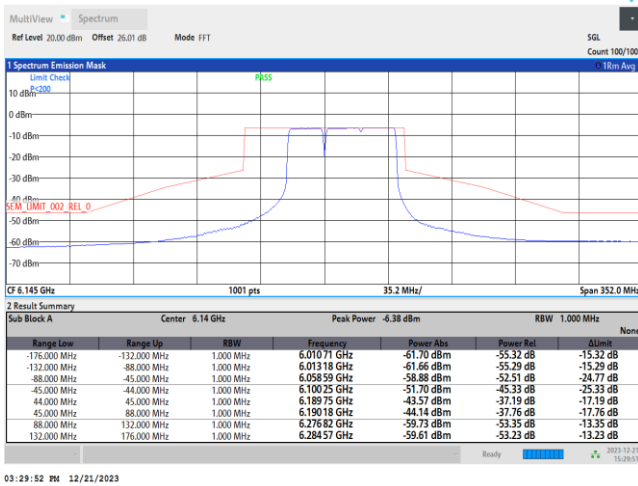 MultiView Spectrum
Ref Level 20.00 dBm Offset 26.01 dB Mode FFT SGL
Count 100/100
1 Spectrum Emission Mask 1Rm Avg
Limit Check PASS
P<200
10 dBm
0 dBm
-10 dBm
-20 dBm
-30 dBm
-40 dBm
SEM_LIMIT_002_REL_0
-50 dBm
-60 dBm
-70 dBm
CF 6.145 GHz 1001 pts 35.2 MHz/ Span 352.0 MHz
2 Result Summary
Sub Block A Center 6.14 GHz Peak Power -6.38 dBm RBW 1.000 MHz
None
Range Low Range Up RBW Frequency Power Abs Power Rel ΔLimit
-176.000 MHz -132.000 MHz 1.000 MHz 6.01071 GHz -61.70 dBm -55.32 dB -15.32 dB
-132.000 MHz -88.000 MHz 1.000 MHz 6.01318 GHz -61.66 dBm -55.29 dB -15.29 dB
-88.000 MHz -45.000 MHz 1.000 MHz 6.05859 GHz -58.88 dBm -52.51 dB -24.77 dB
-45.000 MHz -44.000 MHz 1.000 MHz 6.10025 GHz -51.70 dBm -45.33 dB -25.33 dB
44.000 MHz 45.000 MHz 1.000 MHz 6.18975 GHz -43.57 dBm -37.19 dB -17.19 dB
45.000 MHz 88.000 MHz 1.000 MHz 6.19018 GHz -44.14 dBm -37.76 dB -17.76 dB
88.000 MHz 132.000 MHz 1.000 MHz 6.27682 GHz -59.73 dBm -53.35 dB -13.35 dB
132.000 MHz 176.000 MHz 1.000 MHz 6.28457 GHz -59.61 dBm -53.23 dB -13.23 dB
Ready 2023-12-21
15:29:51
03:29:52 PM 12/21/2023